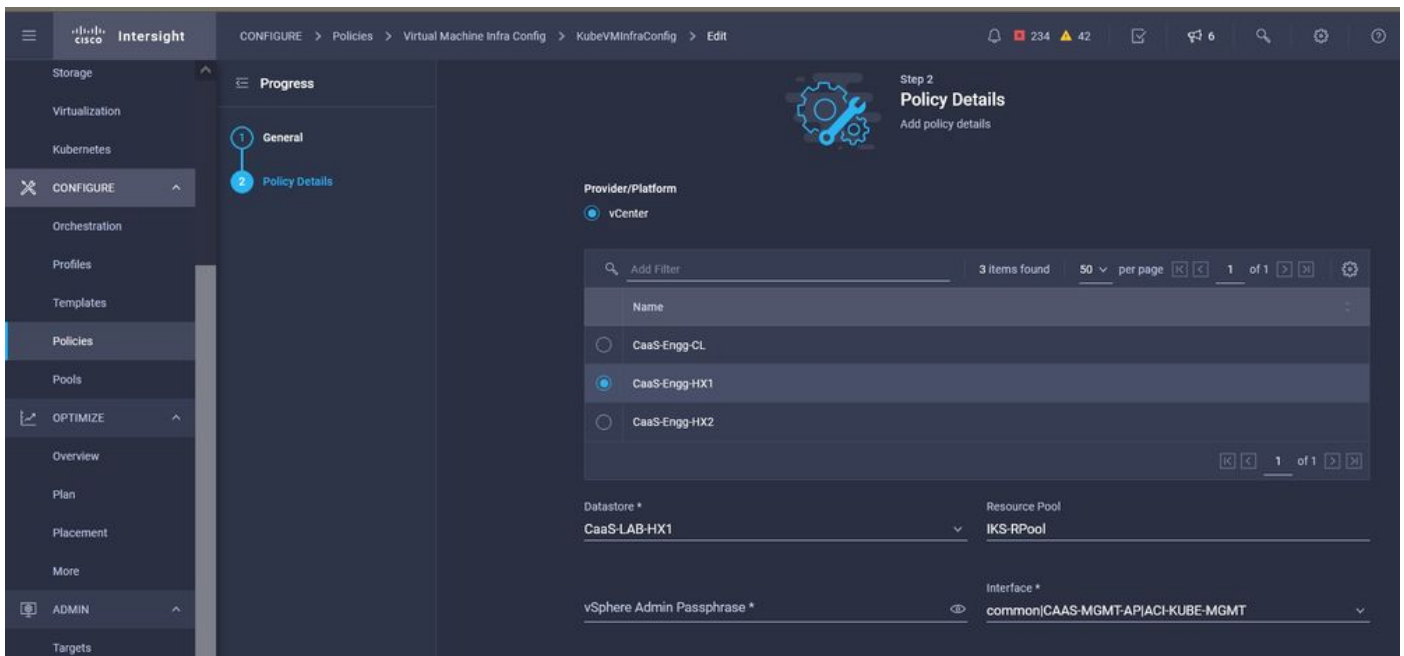 cisco Intersight
CONFIGURE > Policies > Virtual Machine Infra Config > KubeVMInfraConfig > Edit
234 42
6
Storage
Virtualization
Kubernetes
CONFIGURE
Orchestration
Profiles
Templates
Policies
Pools
OPTIMIZE
Overview
Plan
Placement
More
ADMIN
Targets
Progress
1 General
2 Policy Details
Step 2
Policy Details
Add policy details
Provider/Platform
vCenter
Add Filter 3 items found 50 per page 1 of 1
Name
CaaS-Engg-CL
CaaS-Engg-HX1
CaaS-Engg-HX2
1 of 1
Datastore * Resource Pool
CaaS-LAB-HX1 IKS-RPool
Interface *
vSphere Admin Passphrase * common|CAAS-MGMT-AP|ACI-KUBE-MGMT